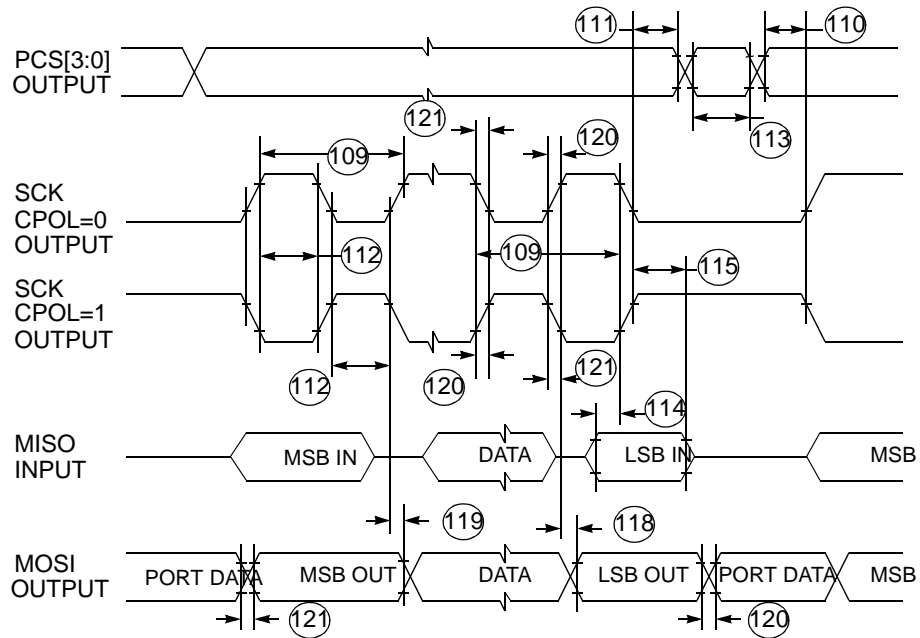 111
110
PCS[3:0]
OUTPUT
121
120
113
109
SCK
CPOL=0
OUTPUT
112
109
115
SCK
CPOL=1
OUTPUT
112
120
121
114
MISO
INPUT
MSB IN
DATA
LSB IN
MSB
119
118
MOSI
OUTPUT
PORT DATA
MSB OUT
DATA
LSB OUT
PORT DATA
MSB
121
120